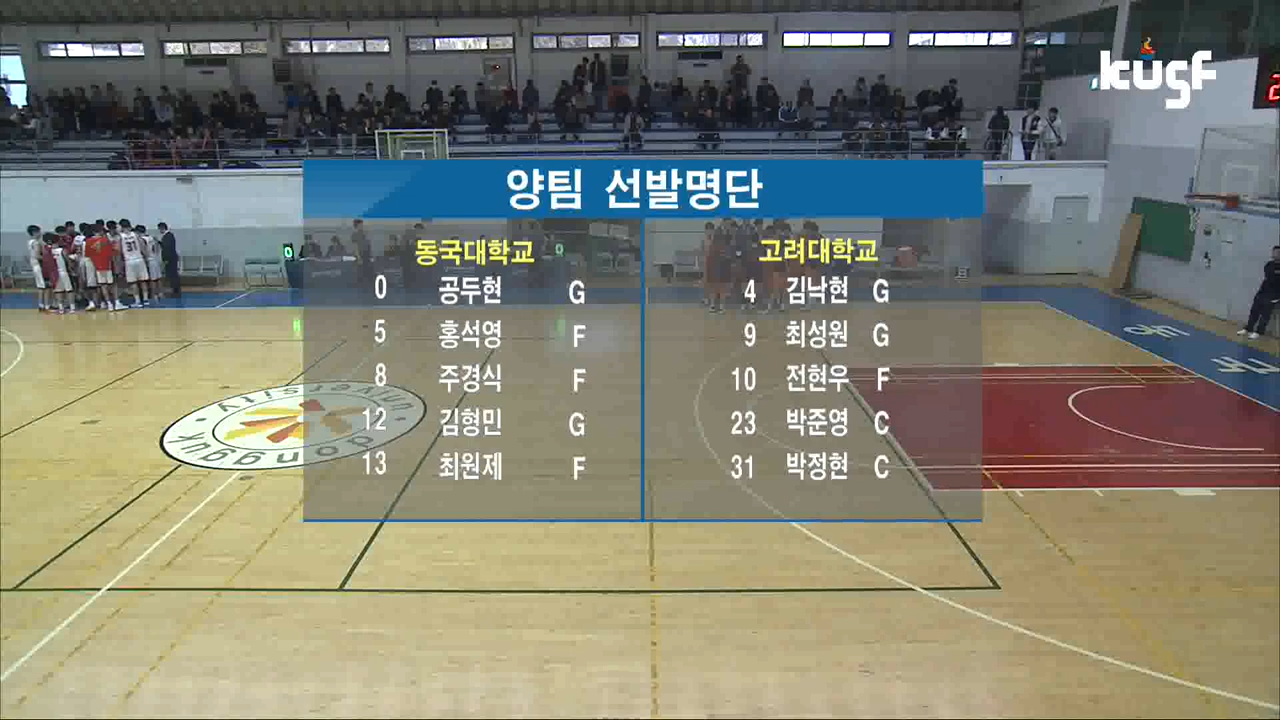 kusf
양팀 선발명단
동국대학교
0 공두현 G
5 홍석영 F
8 주경식 F
12 김형민 G
13 최원제 F
고려대학교
4 김낙현 G
9 최성원 G
10 전현우 F
23 박준영 C
31 박정현 C
dongguk university